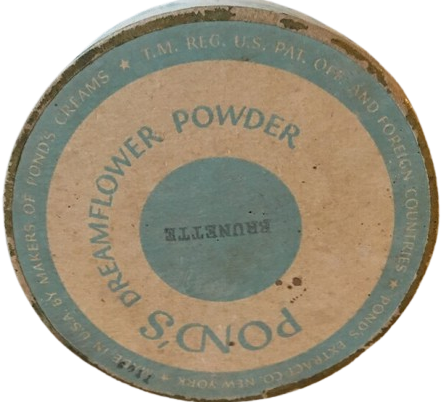 POND'S
DREAMFLOWER POWDER
BRUNETTE
T.M. REG. U.S. PAT. OFF. AND FOREIGN COUNTRIES ★ POND'S EXTRACT CO. NEW YORK ★ MADE IN U.S.A. BY MAKERS OF POND'S CREAMS ★